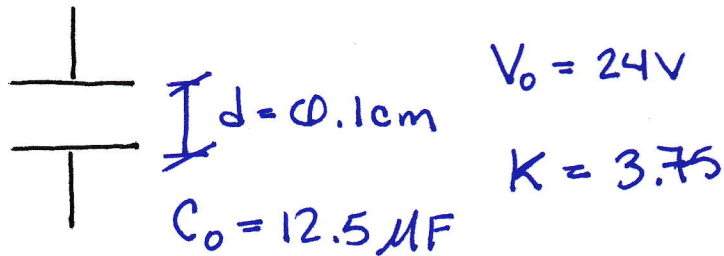 V₀ = 24V
d = 0.1cm
K = 3.75
C₀ = 12.5 μF